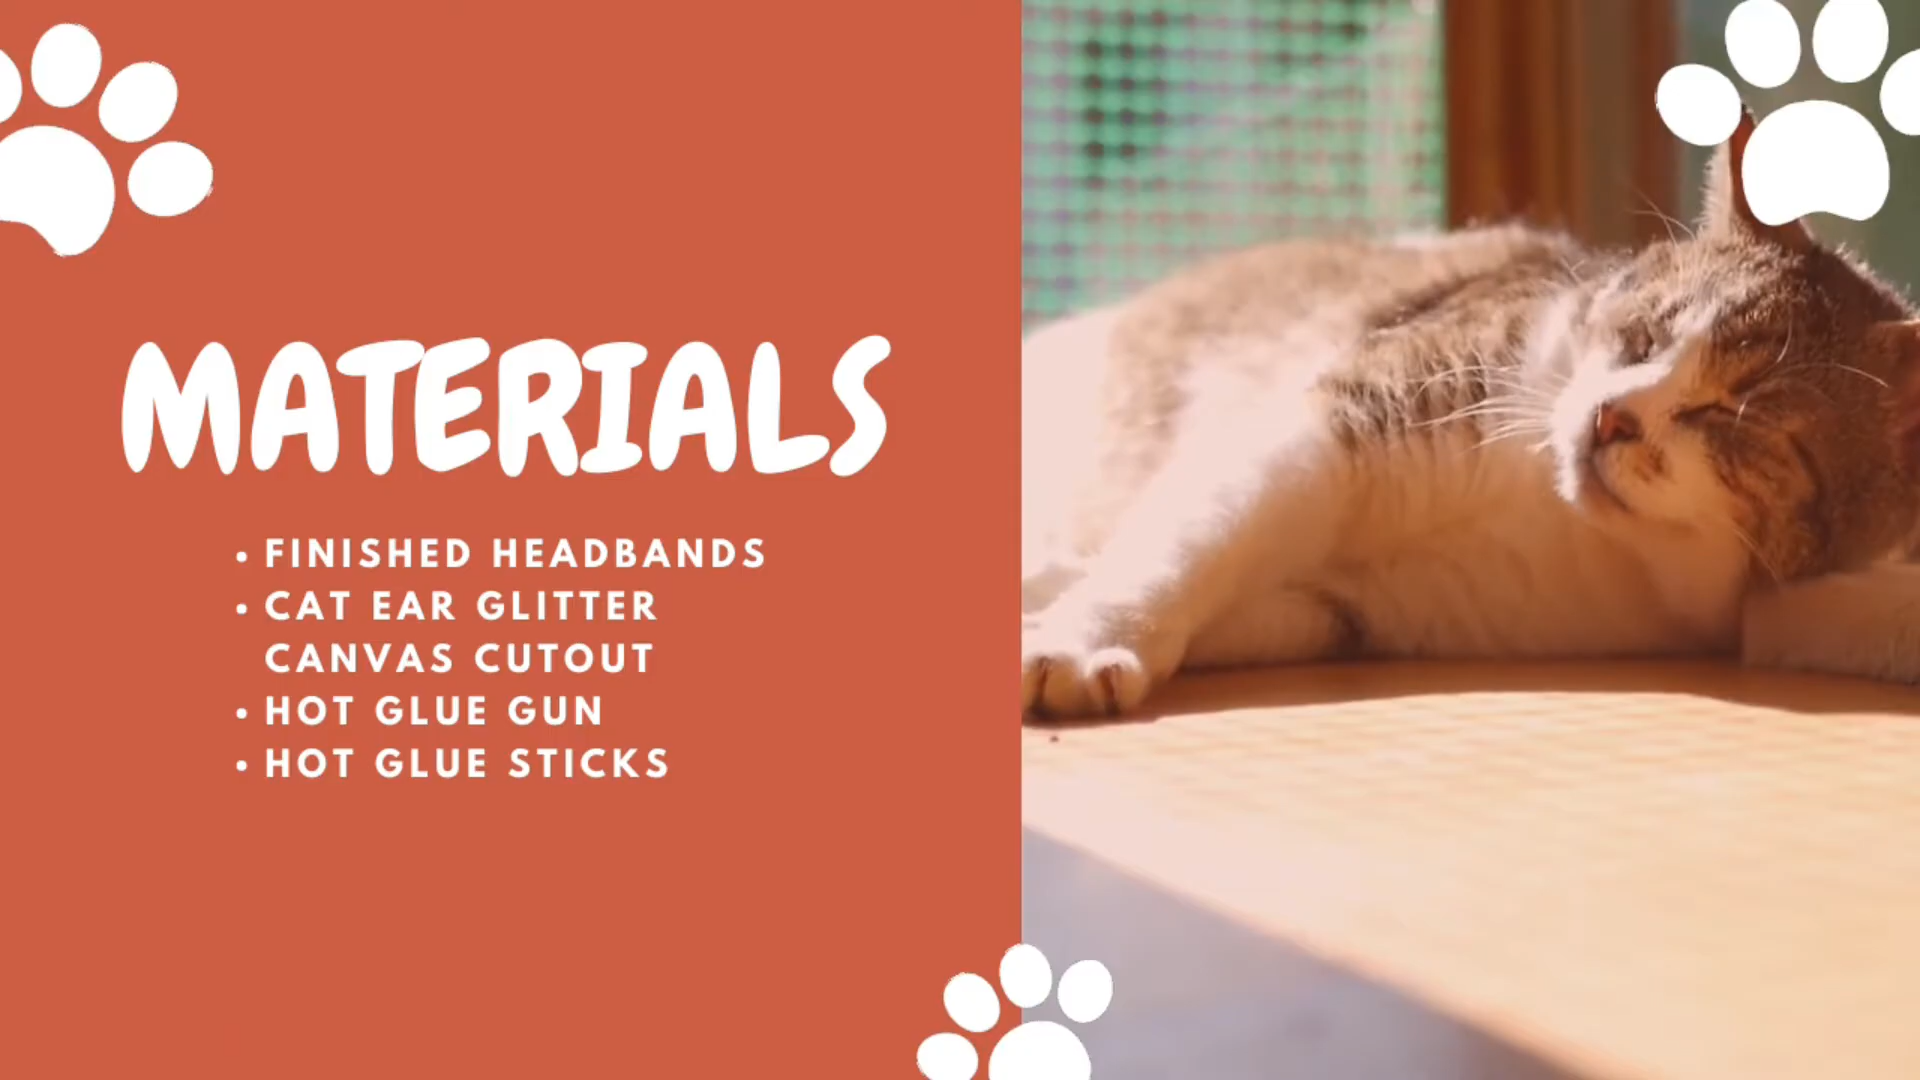 MATERIALS
• FINISHED HEADBANDS
• CAT EAR GLITTER
CANVAS CUTOUT
• HOT GLUE GUN
• HOT GLUE STICKS